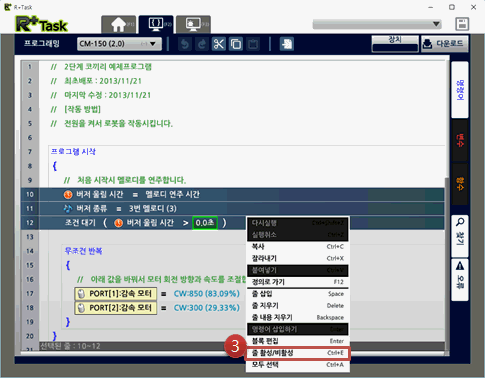 R+Task
R+Task
(F1)
(F2)
(F3)
프로그래밍
CM-150 (2.0)
장치
다운로드
1 // 2단계 코끼리 예제프로그램
2 // 최초배포 : 2013/11/21
3 // 마지막 수정 : 2013/11/21
4 // [작동 방법]
5 // 전원을 켜서 로봇을 작동시킵니다.
6
7 프로그램 시작
8 {
9 // 처음 시작시 멜로디를 연주합니다.
10 버저 울림 시간 = 멜로디 연주 시간
11 버저 종류 = 3번 멜로디 (3)
12 조건 대기 ( 버저 울림 시간 > 0.0초 )
13
14 무조건 반복
15 {
16 // 아래 값을 바꿔서 모터 회전 방향과 속도를 조절합
17 PORT[1]:감속 모터 = CW:850 (83.09%)
18 PORT[2]:감속 모터 = CW:300 (29.33%)
19 }
20 }
21
선택된 줄 : 10~12
명령어
변수
함수
찾기
오류
다시실행
실행취소
복사 Ctrl+C
잘라내기 Ctrl+X
붙여넣기
정의로 가기 F12
줄 삽입 Space
줄 지우기 Delete
줄 내용 지우기 Backspace
명령어 삽입하기
블록 편집 Enter
3 줄 활성/비활성 Ctrl+E
모두 선택 Ctrl+A